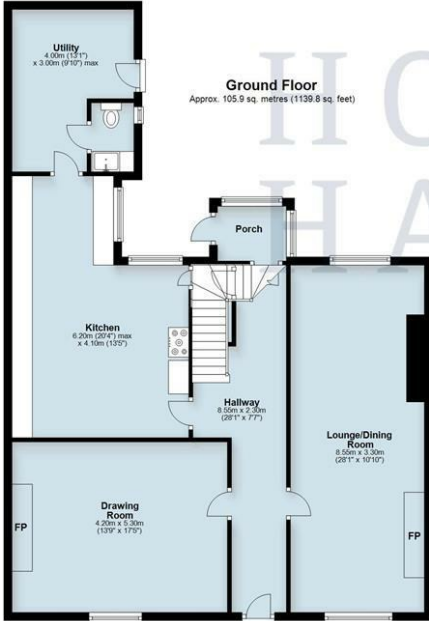 Utility
4.00m (13'1")
x 3.00m (9'10") max
Ground Floor
Approx. 105.9 sq. metres (1139.8 sq. feet)
HO
HA
Porch
Kitchen
6.20m (20'4") max
x 4.10m (13'5")
Hallway
8.55m x 2.30m
(28'1" x 7'7")
Lounge/Dining
Room
8.55m x 3.30m
(28'1" x 10'10")
Drawing
Room
4.20m x 5.30m
(13'9" x 17'5")
FP
FP